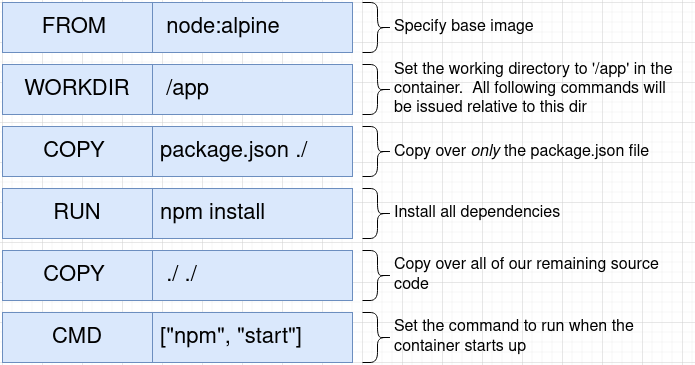 FROM node:alpine
Specify base image
WORKDIR /app
Set the working directory to '/app' in the
container. All following commands will
be issued relative to this dir
COPY package.json ./
Copy over only the package.json file
RUN npm install
Install all dependencies
COPY ./ ./
Copy over all of our remaining source
code
CMD ["npm", "start"]
Set the command to run when the
container starts up